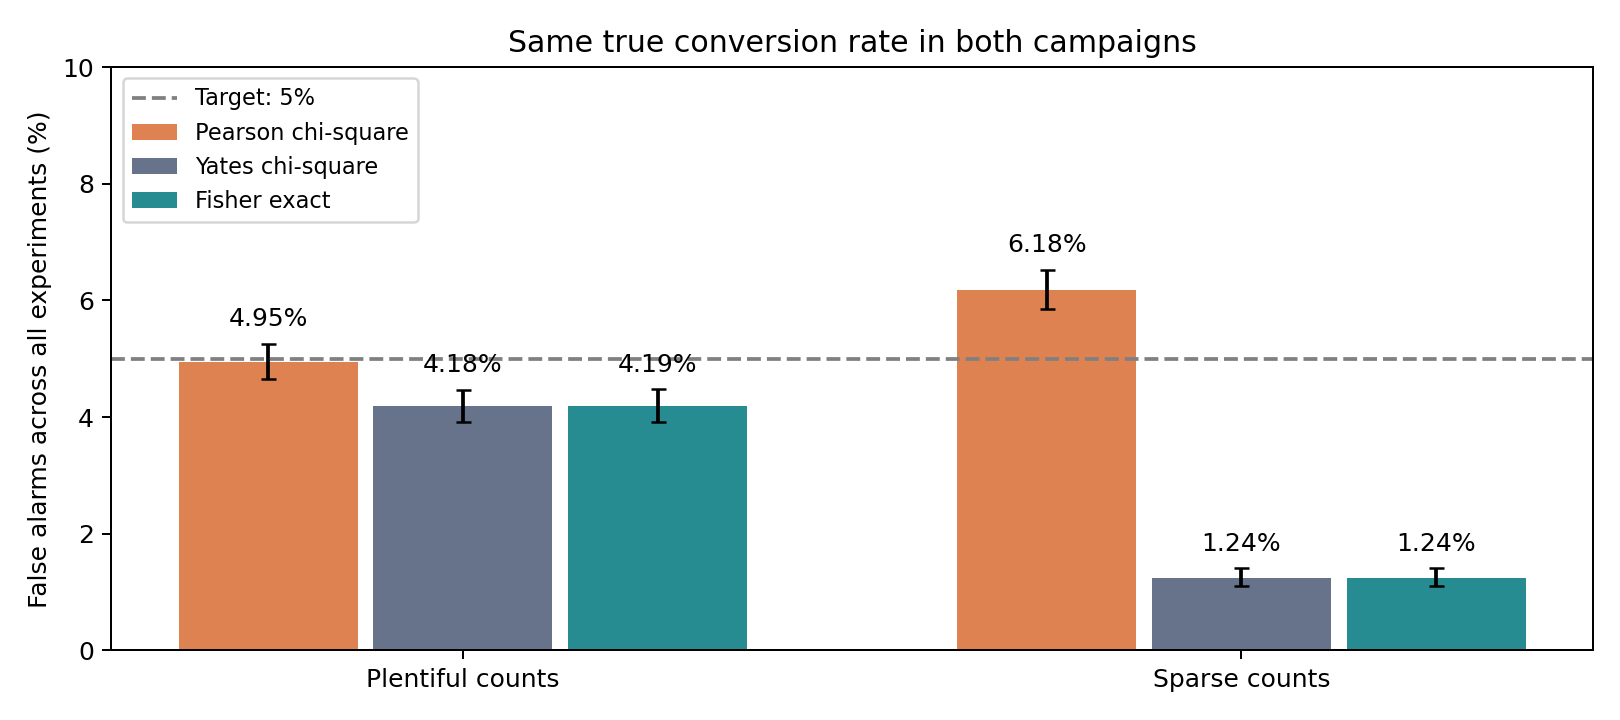 Same true conversion rate in both campaigns
False alarms across all experiments (%)
10
8
6
4
2
0
Target: 5%
Pearson chi-square
Yates chi-square
Fisher exact
4.95%
4.18%
4.19%
6.18%
1.24%
1.24%
Plentiful counts
Sparse counts